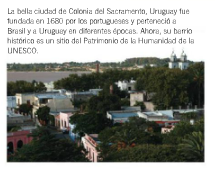 La bella ciudad de Colonia del Sacramento, Uruguay fue
fundada en 1680 por los portugueses y perteneció a
Brasil y a Uruguay en diferentes épocas. Ahora, su barrio
histórico es un sitio del Patrimonio de la Humanidad de la
UNESCO.